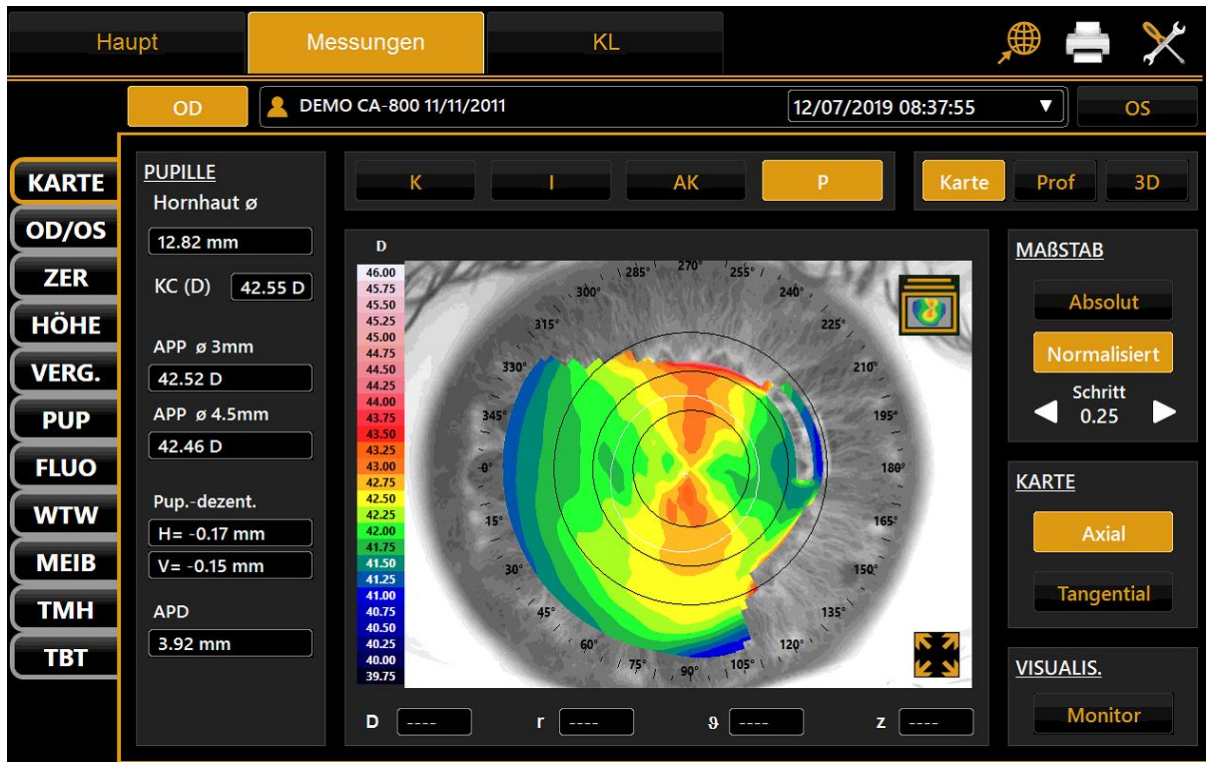 Haupt
Messungen
KL
OD
DEMO CA-800 11/11/2011
12/07/2019 08:37:55
OS
KARTE
OD/OS
ZER
HÖHE
VERG.
PUP
FLUO
WTW
MEIB
TMH
TBT
PUPILLE
Hornhaut ø
12.82 mm
KC (D) 42.55 D
APP ø 3mm
42.52 D
APP ø 4.5mm
42.46 D
Pup.-dezent.
H= -0.17 mm
V= -0.15 mm
APD
3.92 mm
K
I
AK
P
Karte
Prof
3D
D
46.00
45.75
45.50
45.25
45.00
44.75
44.50
44.25
44.00
43.75
43.50
43.25
43.00
42.75
42.50
42.25
42.00
41.75
41.50
41.25
41.00
40.75
40.50
40.25
40.00
39.75
285°
270°
255°
300°
240°
315°
225°
330°
210°
345°
195°
0°
180°
15°
165°
30°
150°
45°
135°
60°
120°
75°
90°
105°
D ----
r ----
ϑ ----
z ----
MAßSTAB
Absolut
Normalisiert
Schritt
0.25
KARTE
Axial
Tangential
VISUALIS.
Monitor